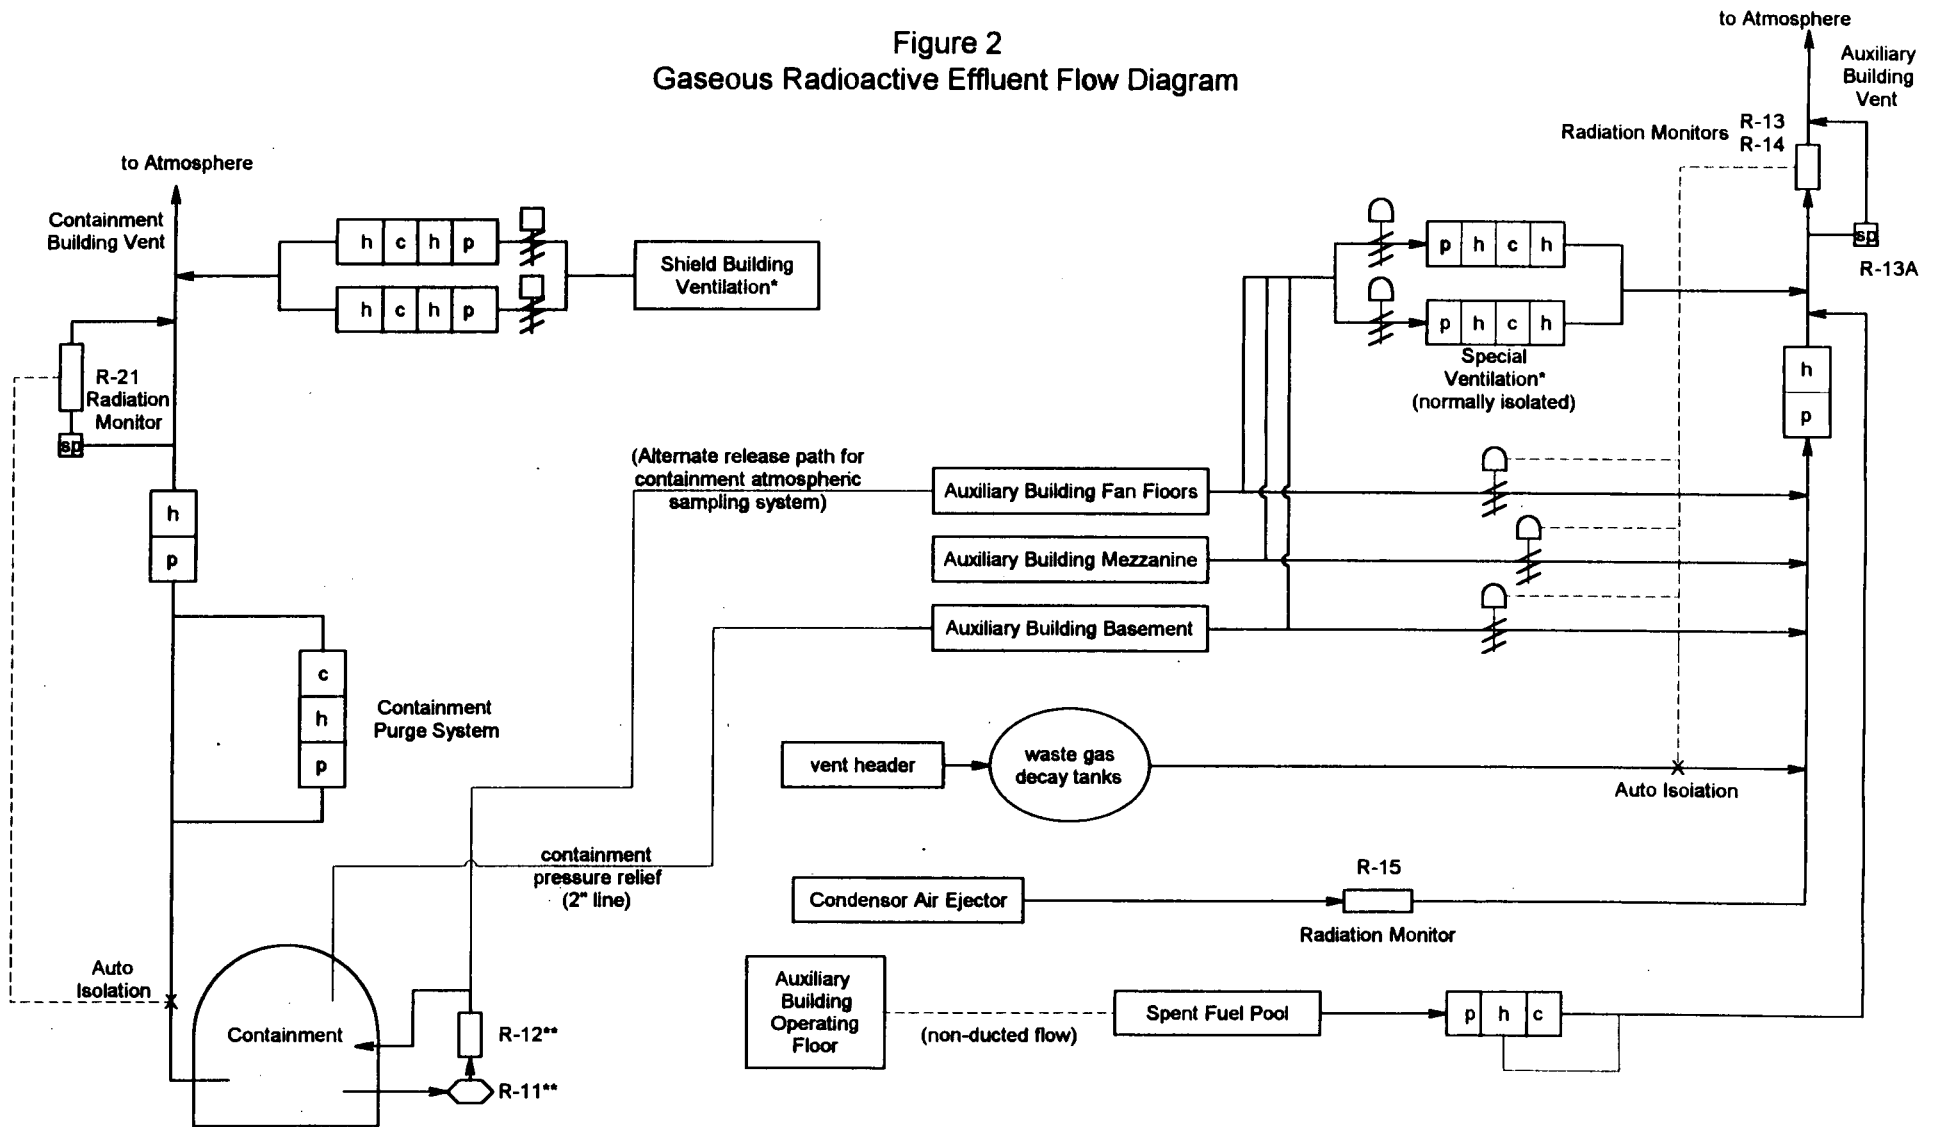 to Atmosphere
Figure 2
Gaseous Radioactive Effluent Flow Diagram
Auxiliary
Building
Vent
Radiation Monitors
R-13
R-14
sp
R-13A
to Atmosphere
Containment
Building Vent
h c h p
h c h p
Shield Building
Ventilation*
p h c h
p h c h
Special
Ventilation*
(normally isolated)
h
p
R-21
Radiation
Monitor
sp
h
p
(Alternate release path for
containment atmospheric
sampling system)
Auxiliary Building Fan Floors
Auxiliary Building Mezzanine
Auxiliary Building Basement
c
h
p
Containment
Purge System
vent header
waste gas
decay tanks
Auto Isolation
containment
pressure relief
(2" line)
R-15
Condensor Air Ejector
Radiation Monitor
Auto
Isolation
Containment
R-12**
R-11**
Auxiliary
Building
Operating
Floor
(non-ducted flow)
Spent Fuel Pool
p h c